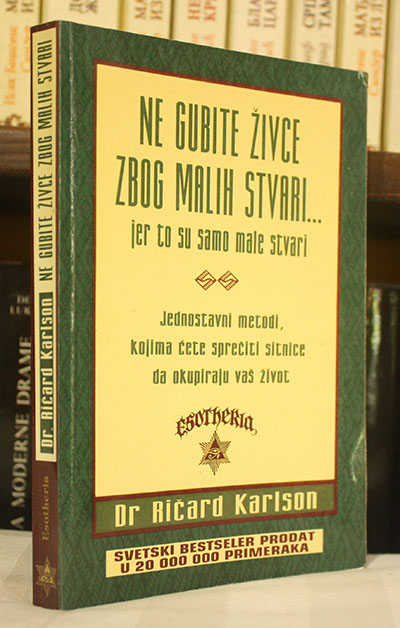 NE GUBITE ŽIVCE
ZBOG MALIH STVARI...
jer to su samo male stvari
Jednostavni metodi,
kojima ćete sprečiti sitnice
da okupiraju vaš život
ESOTHERIA
Dr Ričard Karlson
SVETSKI BESTSELER PRODAT
U 20 000 000 PRIMERAKA
Esotheria Dr. Ričard Karlson NE GUBITE ŽIVCE ZBOG MALIH STVARI
A MODERNE DRAME